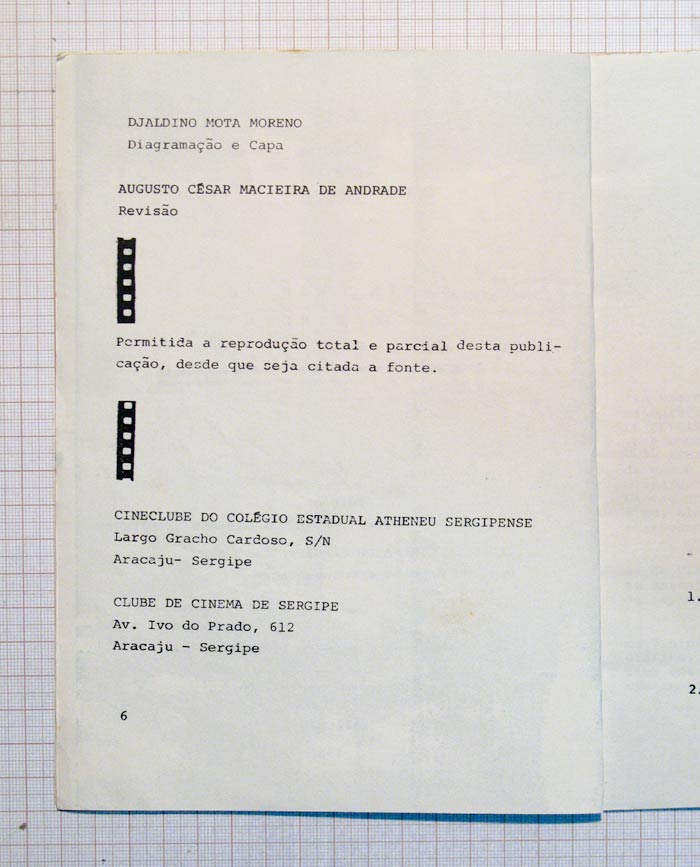 DJALDINO MOTA MORENO
Diagramação e Capa
AUGUSTO CÉSAR MACIEIRA DE ANDRADE
Revisão
Permitida a reprodução total e parcial desta publi-
cação, desde que seja citada a fonte.
CINECLUBE DO COLÉGIO ESTADUAL ATHENEU SERGIPENSE
Largo Gracho Cardoso, S/N
Aracaju- Sergipe
CLUBE DE CINEMA DE SERGIPE
Av. Ivo do Prado, 612
Aracaju - Sergipe
6
1.
2.